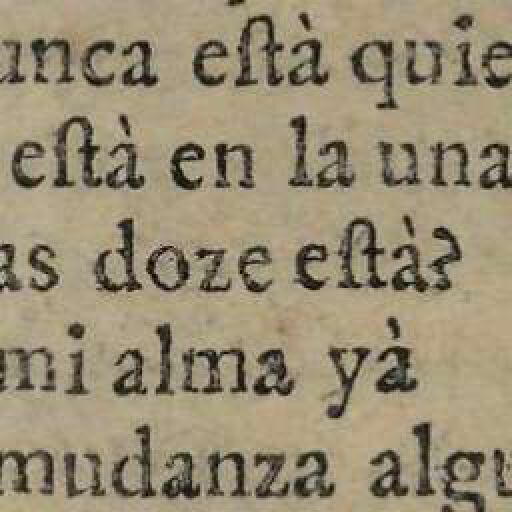 unca eſtà quie
eſtà en la una
as doze eſtà?
mi alma yà
mudanza algu